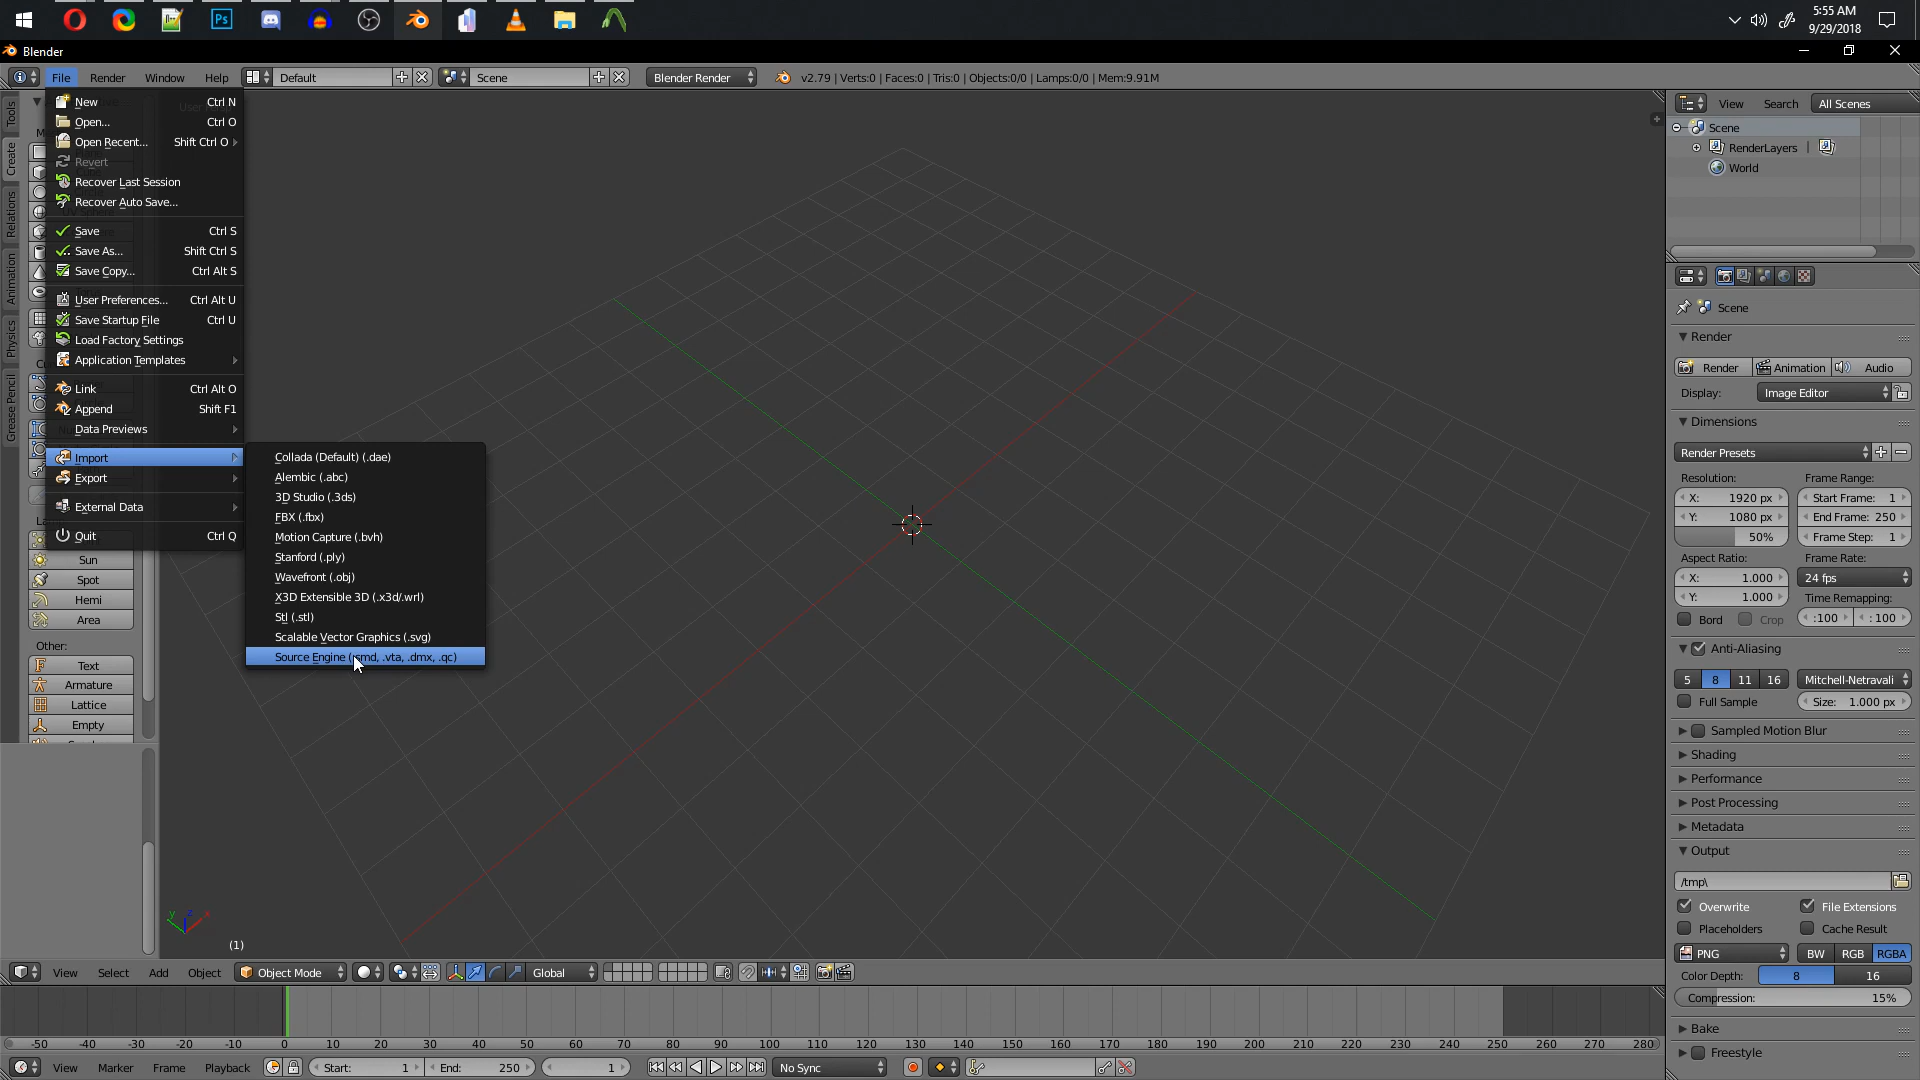 Ps
5:55 AM
9/29/2018
Blender
File Render Window Help Default Scene Blender Render v2.79 | Verts:0 | Faces:0 | Tris:0 | Objects:0/0 | Lamps:0/0 | Mem:9.91M
New Ctrl N
Open... Ctrl O
Open Recent... Shift Ctrl O
Revert
Recover Last Session
Recover Auto Save...
Save Ctrl S
Save As... Shift Ctrl S
Save Copy... Ctrl Alt S
User Preferences... Ctrl Alt U
Save Startup File Ctrl U
Load Factory Settings
Application Templates
Link Ctrl Alt O
Append Shift F1
Data Previews
Import
Export
External Data
Quit Ctrl Q
Collada (Default) (.dae)
Alembic (.abc)
3D Studio (.3ds)
FBX (.fbx)
Motion Capture (.bvh)
Stanford (.ply)
Wavefront (.obj)
X3D Extensible 3D (.x3d/.wrl)
Stl (.stl)
Scalable Vector Graphics (.svg)
Source Engine (.smd, .vta, .dmx, .qc)
Tools
Create
Relations
Animation
Physics
Grease Pencil
Sun
Spot
Hemi
Area
Other:
Text
Armature
Lattice
Empty
y z x
(1)
View Search All Scenes
Scene
RenderLayers |
World
Scene
Render
Render Animation Audio
Display: Image Editor
Dimensions
Render Presets
Resolution: Frame Range:
X: 1920 px Start Frame: 1
Y: 1080 px End Frame: 250
50% Frame Step: 1
Aspect Ratio: Frame Rate:
X: 1.000 24 fps
Y: 1.000 Time Remapping:
Bord Crop :100 : 100
Anti-Aliasing
5 8 11 16 Mitchell-Netravali
Full Sample Size: 1.000 px
Sampled Motion Blur
Shading
Performance
Post Processing
Metadata
Output
/tmp\
Overwrite File Extensions
Placeholders Cache Result
PNG BW RGB RGBA
Color Depth: 8 16
Compression: 15%
Bake
Freestyle
View Select Add Object Object Mode Global
-50 -40 -30 -20 -10 0 10 20 30 40 50 60 70 80 90 100 110 120 130 140 150 160 170 180 190 200 210 220 230 240 250 260 270 280
View Marker Frame Playback Start: 1 End: 250 1 No Sync